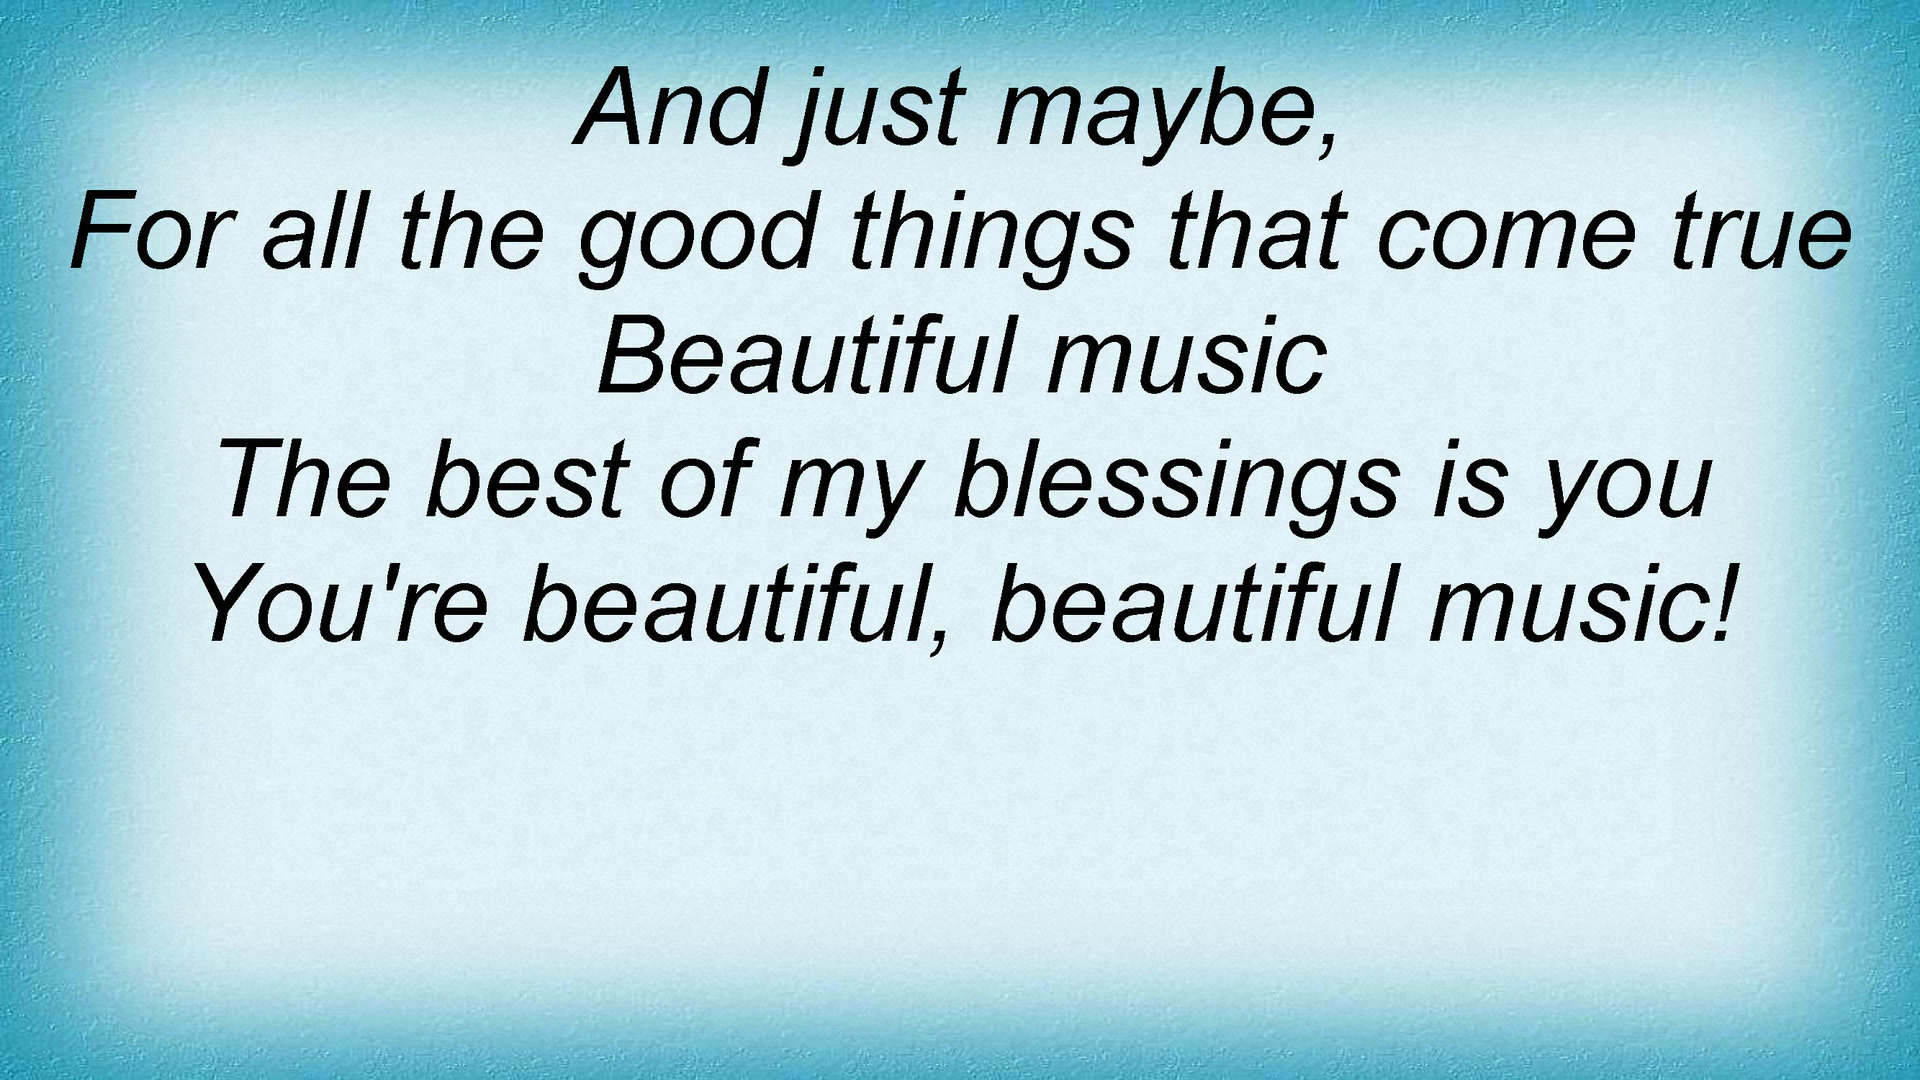 And just maybe,
For all the good things that come true
Beautiful music
The best of my blessings is you
You're beautiful, beautiful music!